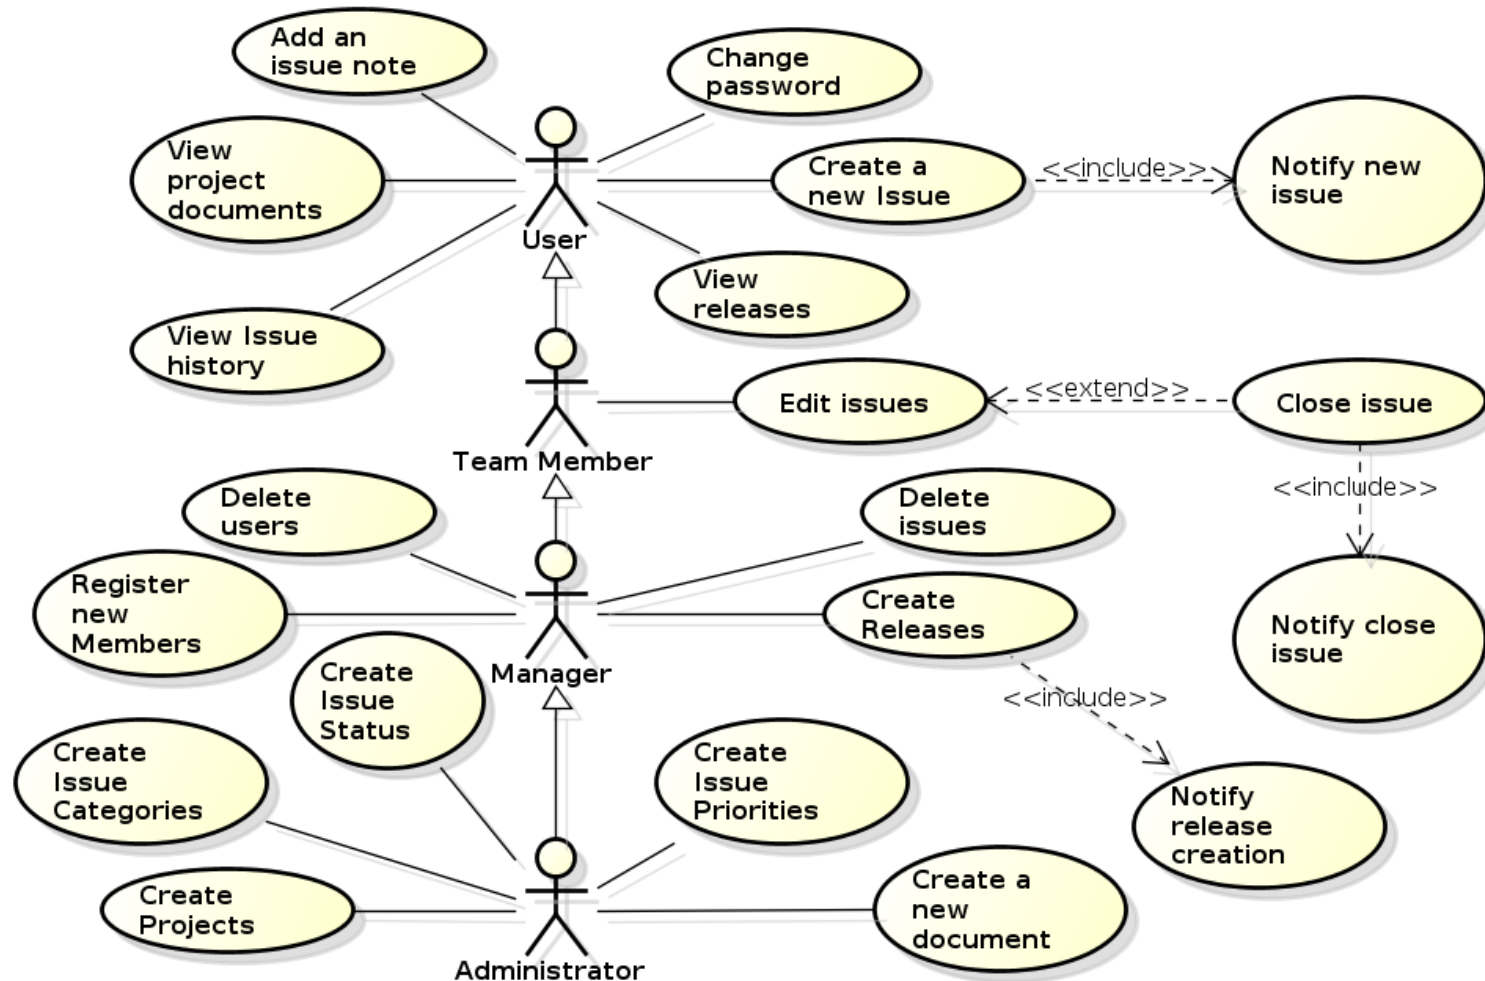 Add an
issue note
Change
password
View
project
documents
Create a
new Issue
<<include>>
Notify new
issue
User
View
releases
View Issue
history
Edit issues
<<extend>>
Close issue
Team Member
<<include>>
Delete
users
Delete
issues
Register
new
Members
Create
Releases
Notify close
issue
Manager
Create
Issue
Status
<<include>>
Create
Issue
Categories
Create
Issue
Priorities
Notify
release
creation
Create
Projects
Create a
new
document
Administrator